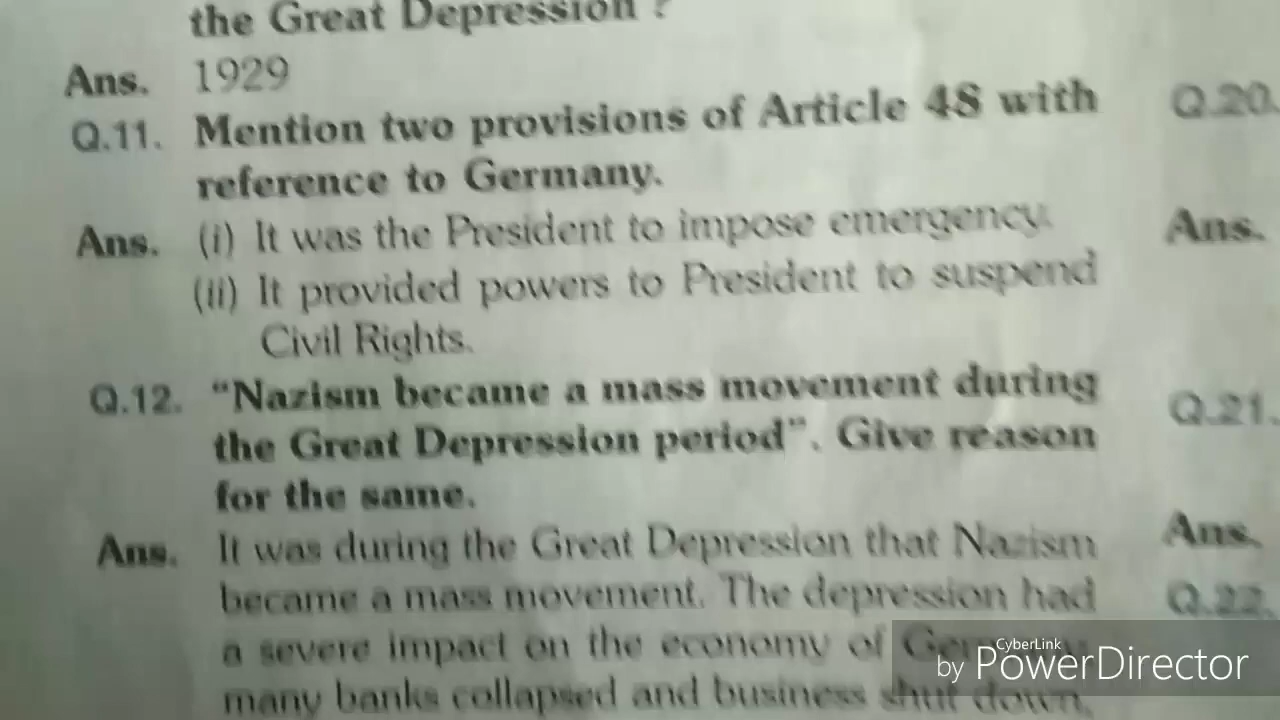 the Great Depression ?
Ans. 1929
Q.11. Mention two provisions of Article 48 with
reference to Germany.
Ans. (i) It was the President to impose emergency.
(ii) It provided powers to President to suspend
Civil Rights.
Q.12. "Nazism became a mass movement during
the Great Depression period". Give reason
for the same.
Ans. It was during the Great Depression that Nazism
became a mass movement. The depression had
a severe impact on the economy of
many banks collapsed and business shut down,
Q.20.
Ans.
Q.21.
Ans.
Q.22.
CyberLink
by PowerDirector